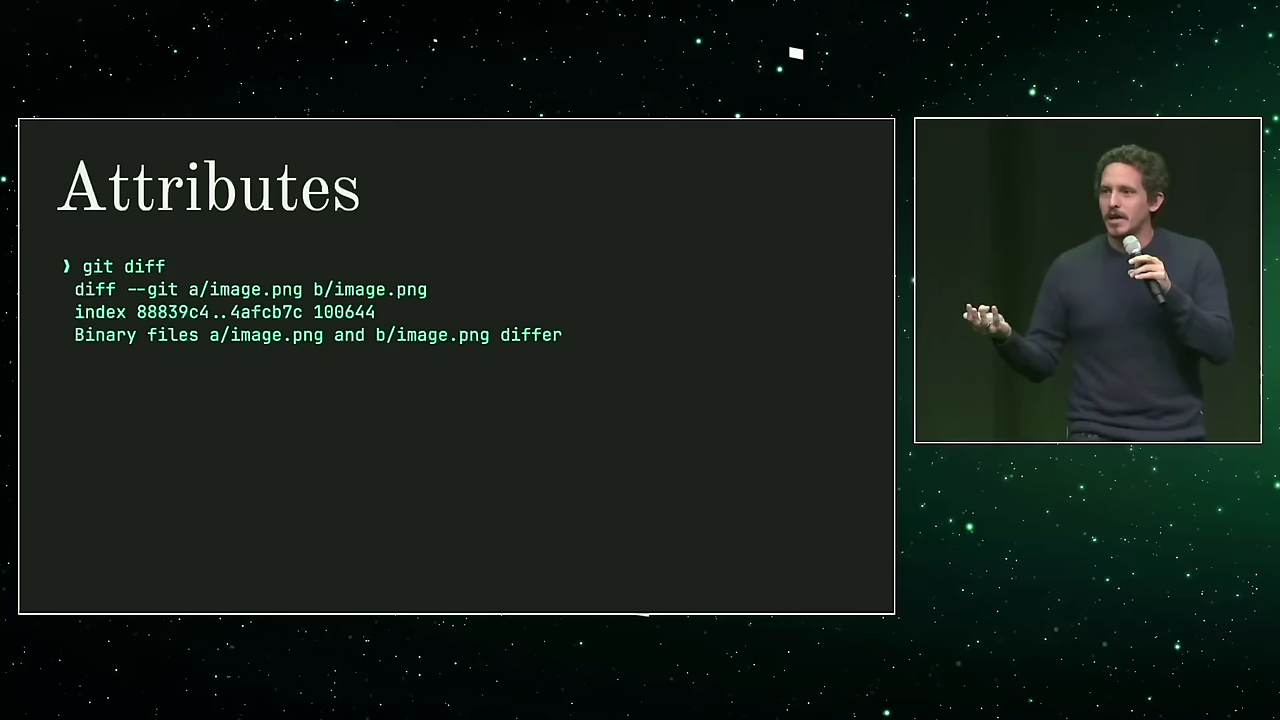 Attributes
❯ git diff
diff --git a/image.png b/image.png
index 88839c4..4afcb7c 100644
Binary files a/image.png and b/image.png differ